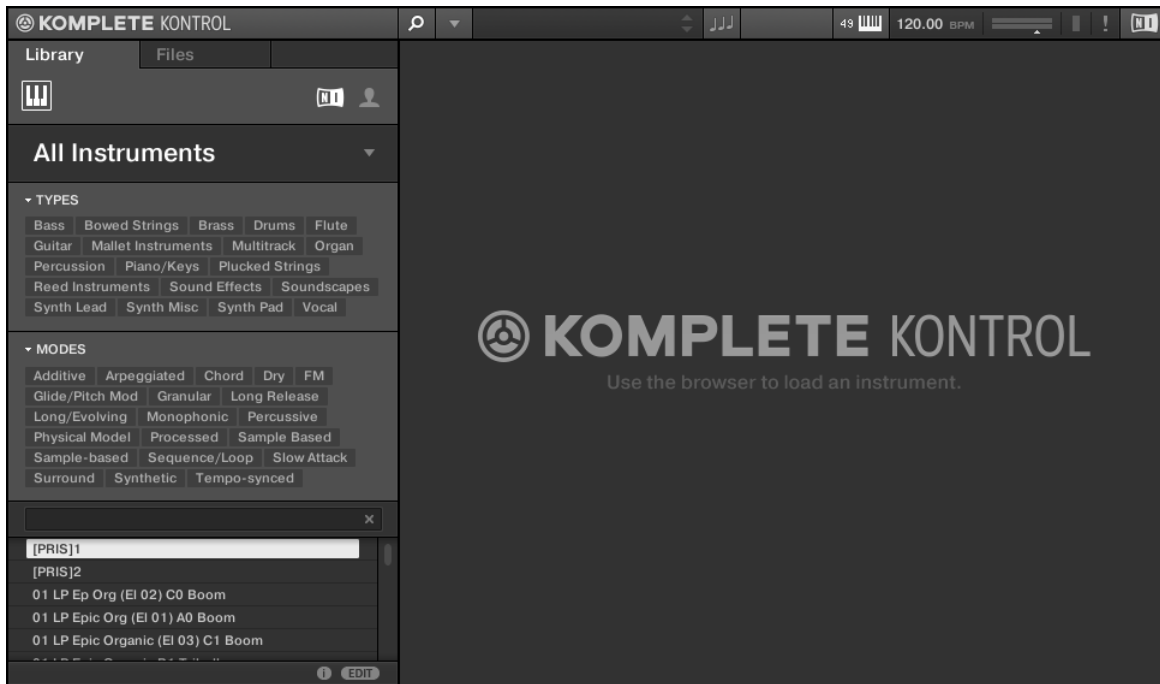 KOMPLETE KONTROL
49
120.00 BPM
!
NI
Library Files
NI
All Instruments
TYPES
Bass Bowed Strings Brass Drums Flute
Guitar Mallet Instruments Multitrack Organ
Percussion Piano/Keys Plucked Strings
Reed Instruments Sound Effects Soundscapes
Synth Lead Synth Misc Synth Pad Vocal
MODES
Additive Arpeggiated Chord Dry FM
Glide/Pitch Mod Granular Long Release
Long/Evolving Monophonic Percussive
Physical Model Processed Sample Based
Sample-based Sequence/Loop Slow Attack
Surround Synthetic Tempo-synced
[PRIS]1
[PRIS]2
01 LP Ep Org (El 02) C0 Boom
01 LP Epic Org (El 01) A0 Boom
01 LP Epic Organic (El 03) C1 Boom
i EDIT
KOMPLETE KONTROL
Use the browser to load an instrument.